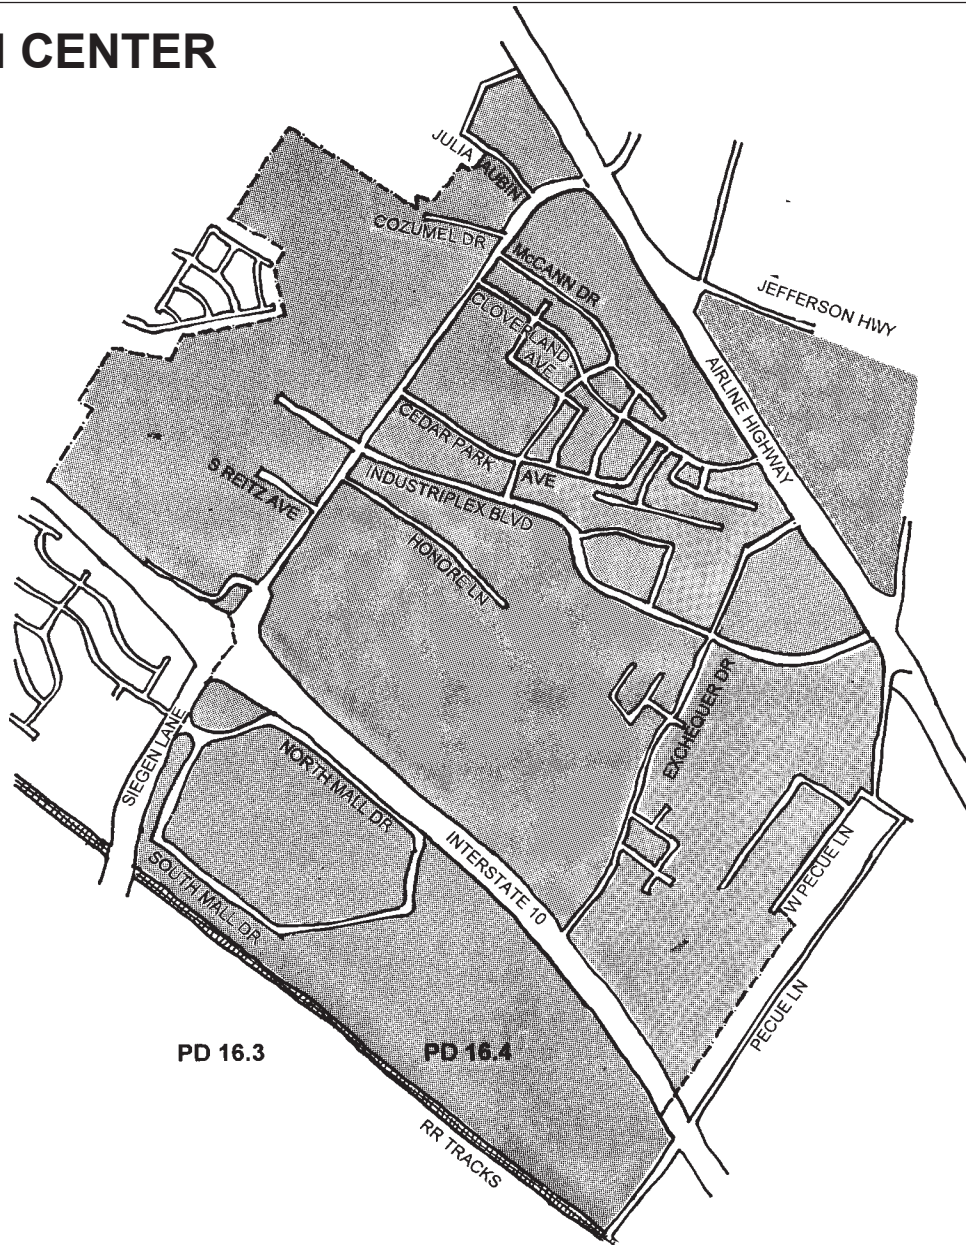 CENTER
JULIA AUBIN
COZUMEL DR
McCANN DR
JEFFERSON HWY
CLOVERLAND
AVE
AIRLINE HIGHWAY
CEDAR PARK
AVE
S REITZ AVE
INDUSTRIPLEX BLVD
HONORE LN
EXCHEQUER DR
SIEGEN LANE
NORTH MALL DR
INTERSTATE 10
SOUTH MALL DR
W PECUE LN
PECUE LN
PD 16.3
PD 16.4
RR TRACKS